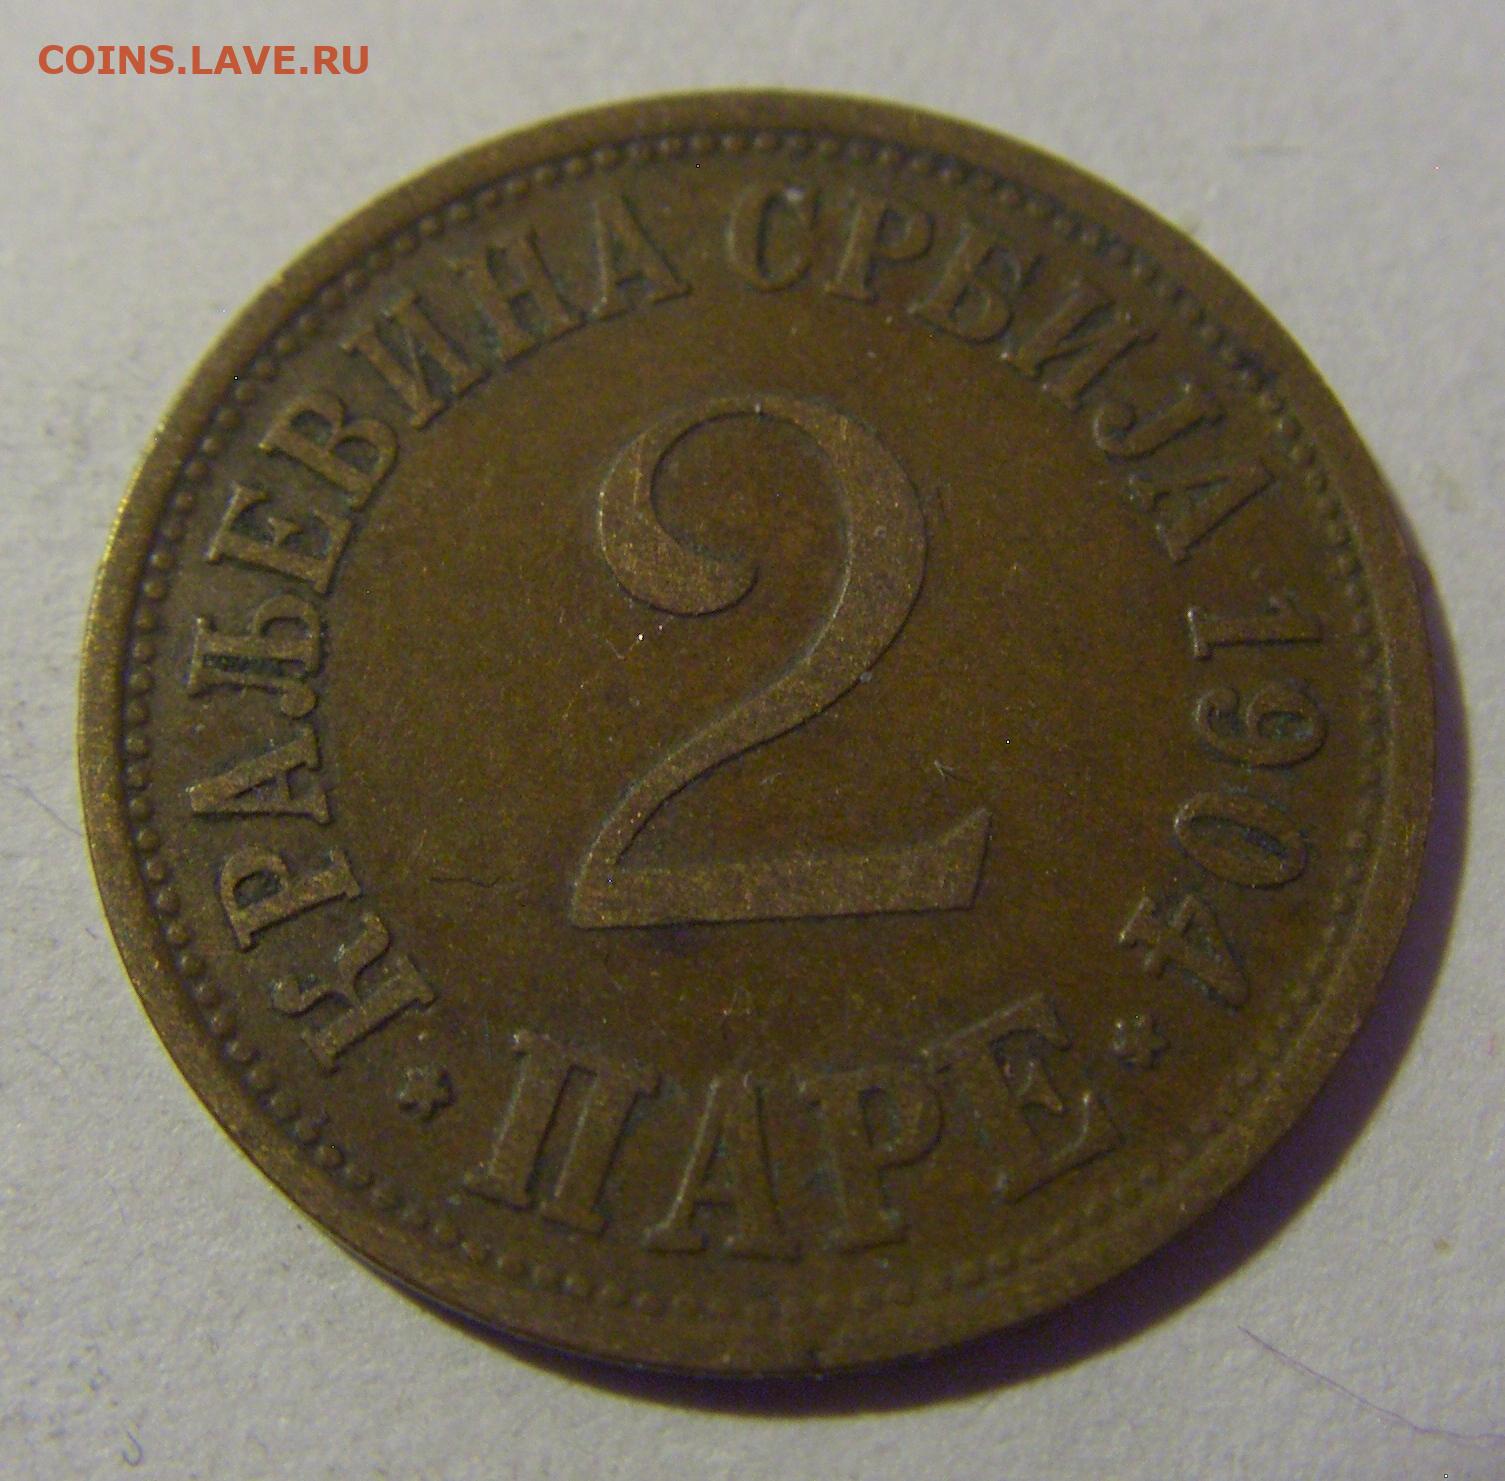 COINS.LAVE.RU
КРАЉЕВИНА СРБИЈА 1904
2
ПАРЕ